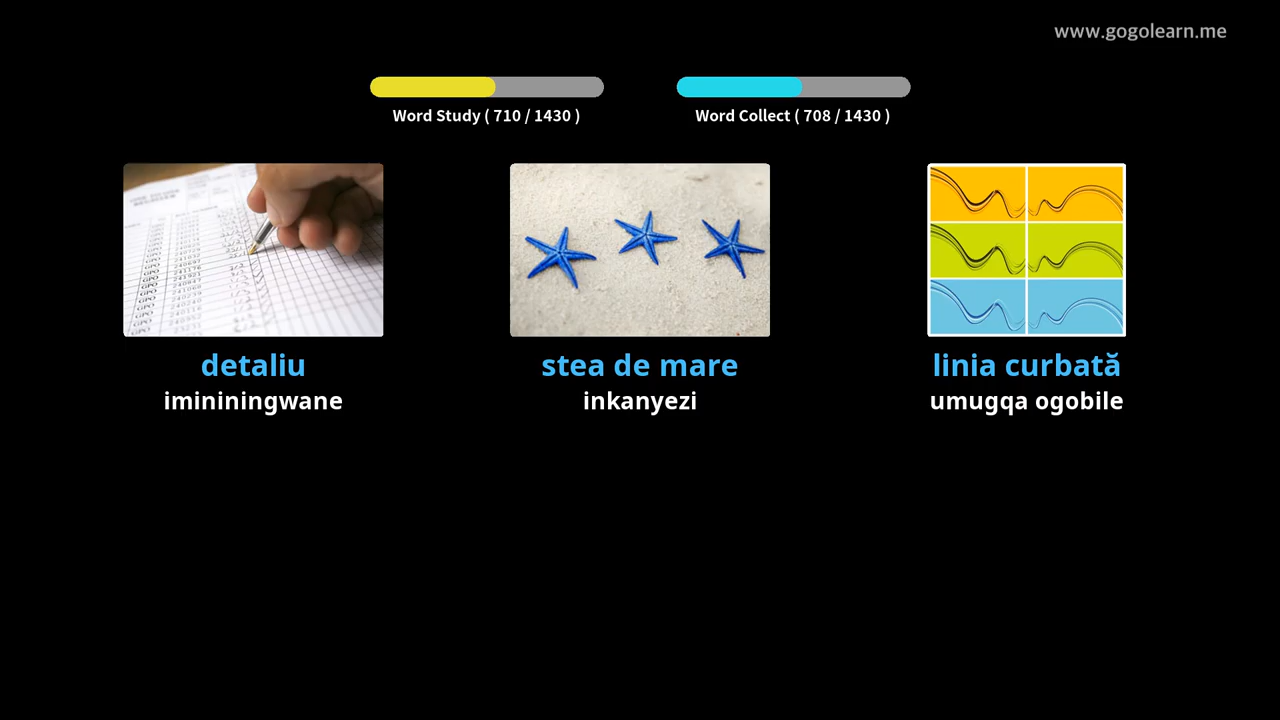 www.gogolearn.me
Word Study ( 710 / 1430 )
Word Collect ( 708 / 1430 )
detaliu
imininingwane
stea de mare
inkanyezi
linia curbată
umugqa ogobile